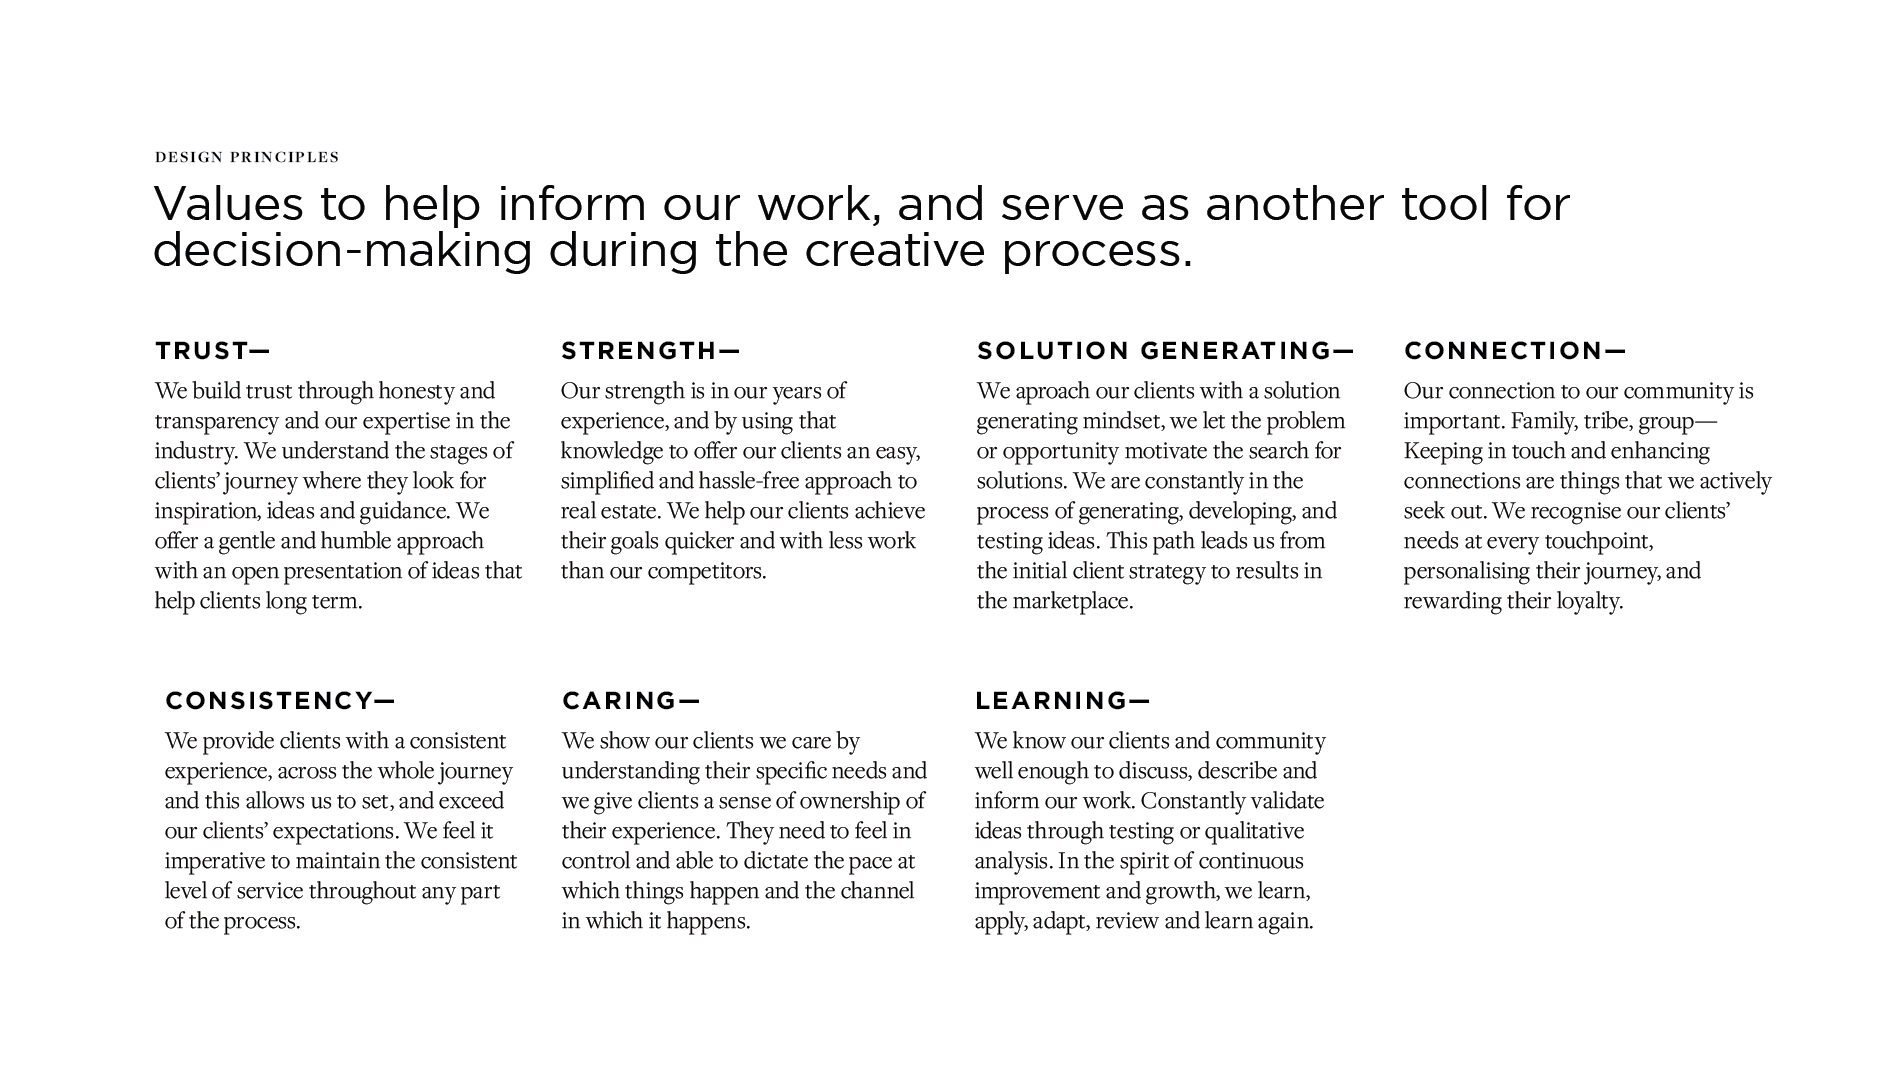 DESIGN PRINCIPLES
Values to help inform our work, and serve as another tool for
decision-making during the creative process.
TRUST—
We build trust through honesty and
transparency and our expertise in the
industry. We understand the stages of
clients’ journey where they look for
inspiration, ideas and guidance. We
offer a gentle and humble approach
with an open presentation of ideas that
help clients long term.
STRENGTH—
Our strength is in our years of
experience, and by using that
knowledge to offer our clients an easy,
simplified and hassle-free approach to
real estate. We help our clients achieve
their goals quicker and with less work
than our competitors.
SOLUTION GENERATING—
We aproach our clients with a solution
generating mindset, we let the problem
or opportunity motivate the search for
solutions. We are constantly in the
process of generating, developing, and
testing ideas. This path leads us from
the initial client strategy to results in
the marketplace.
CONNECTION—
Our connection to our community is
important. Family, tribe, group—
Keeping in touch and enhancing
connections are things that we actively
seek out. We recognise our clients’
needs at every touchpoint,
personalising their journey, and
rewarding their loyalty.
CONSISTENCY—
We provide clients with a consistent
experience, across the whole journey
and this allows us to set, and exceed
our clients’ expectations. We feel it
imperative to maintain the consistent
level of service throughout any part
of the process.
CARING—
We show our clients we care by
understanding their specific needs and
we give clients a sense of ownership of
their experience. They need to feel in
control and able to dictate the pace at
which things happen and the channel
in which it happens.
LEARNING—
We know our clients and community
well enough to discuss, describe and
inform our work. Constantly validate
ideas through testing or qualitative
analysis. In the spirit of continuous
improvement and growth, we learn,
apply, adapt, review and learn again.